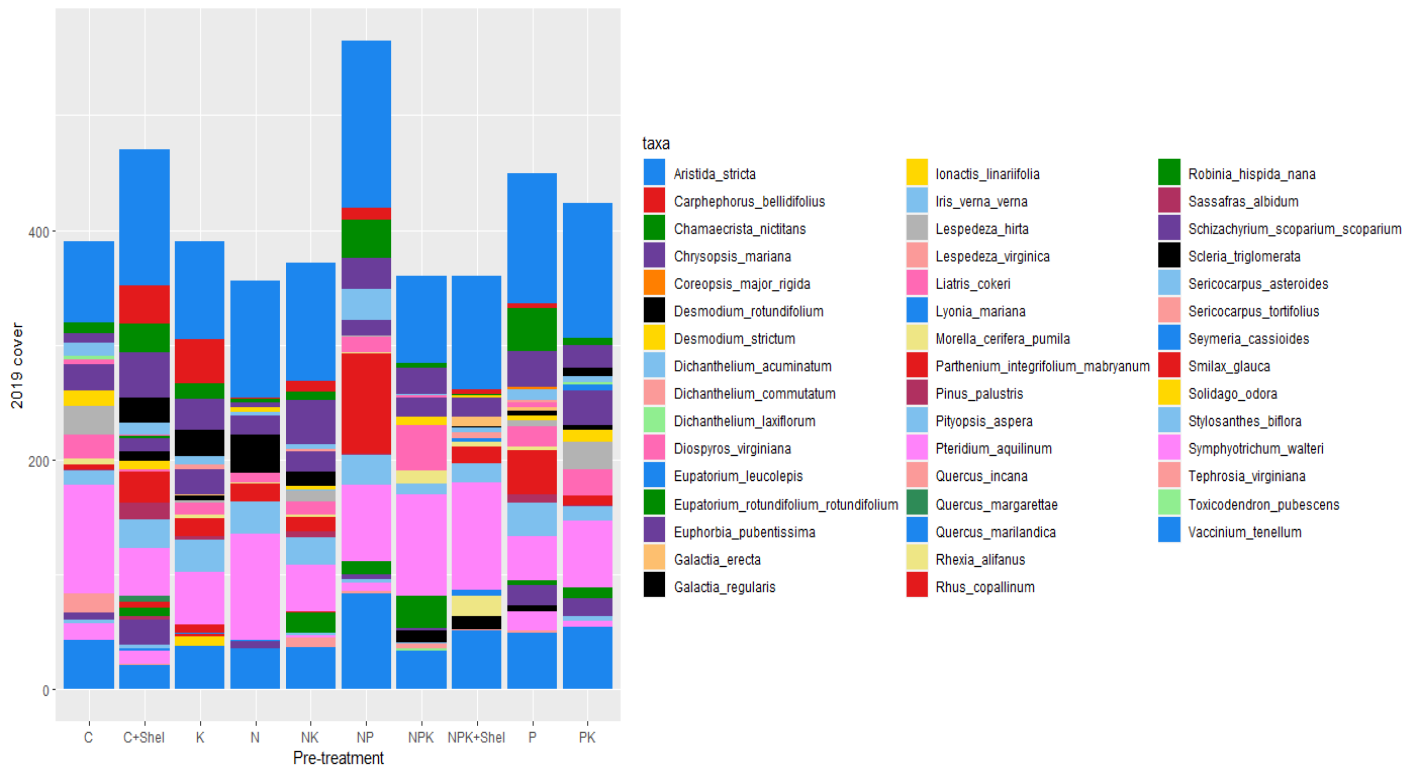 2019 cover
400
200
0
C
C+Shel
K
N
NK
NP
NPK
NPK+Shel
P
PK
Pre-treatment
taxa
Aristida_stricta
Carphephorus_bellidifolius
Chamaecrista_nictitans
Chrysopsis_mariana
Coreopsis_major_rigida
Desmodium_rotundifolium
Desmodium_strictum
Dichanthelium_acuminatum
Dichanthelium_commutatum
Dichanthelium_laxiflorum
Diospyros_virginiana
Eupatorium_leucolepis
Eupatorium_rotundifolium_rotundifolium
Euphorbia_pubentissima
Galactia_erecta
Galactia_regularis
Ionactis_linariifolia
Iris_verna_verna
Lespedeza_hirta
Lespedeza_virginica
Liatris_cokeri
Lyonia_mariana
Morella_cerifera_pumila
Parthenium_integrifolium_mabryanum
Pinus_palustris
Pityopsis_aspera
Pteridium_aquilinum
Quercus_incana
Quercus_margarettae
Quercus_marilandica
Rhexia_alifanus
Rhus_copallinum
Robinia_hispida_nana
Sassafras_albidum
Schizachyrium_scoparium_scoparium
Scleria_triglomerata
Sericocarpus_asteroides
Sericocarpus_tortifolius
Seymeria_cassioides
Smilax_glauca
Solidago_odora
Stylosanthes_biflora
Symphyotrichum_walteri
Tephrosia_virginiana
Toxicodendron_pubescens
Vaccinium_tenellum